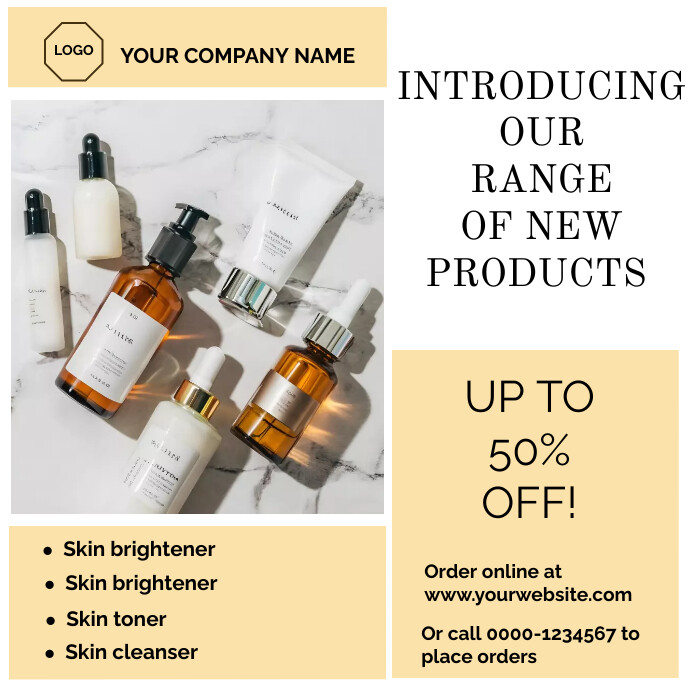 LOGO
YOUR COMPANY NAME
INTRODUCING
OUR
RANGE
OF NEW
PRODUCTS
UP TO
50%
OFF!
• Skin brightener
• Skin brightener
• Skin toner
• Skin cleanser
Order online at
www.yourwebsite.com
Or call 0000-1234567 to
place orders